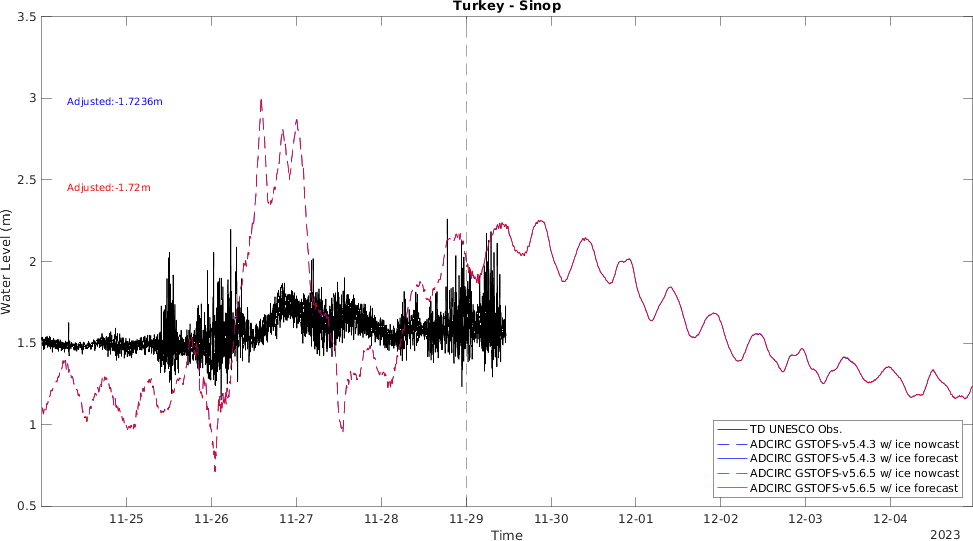 Turkey - Sinop
3.5
3
2.5
2
1.5
1
0.5
Water Level (m)
Adjusted:-1.7236m
Adjusted:-1.72m
TD UNESCO Obs.
ADCIRC GSTOFS-v5.4.3 w/ ice nowcast
ADCIRC GSTOFS-v5.4.3 w/ ice forecast
ADCIRC GSTOFS-v5.6.5 w/ ice nowcast
ADCIRC GSTOFS-v5.6.5 w/ ice forecast
11-25 11-26 11-27 11-28 11-29 11-30 12-01 12-02 12-03 12-04
Time
2023